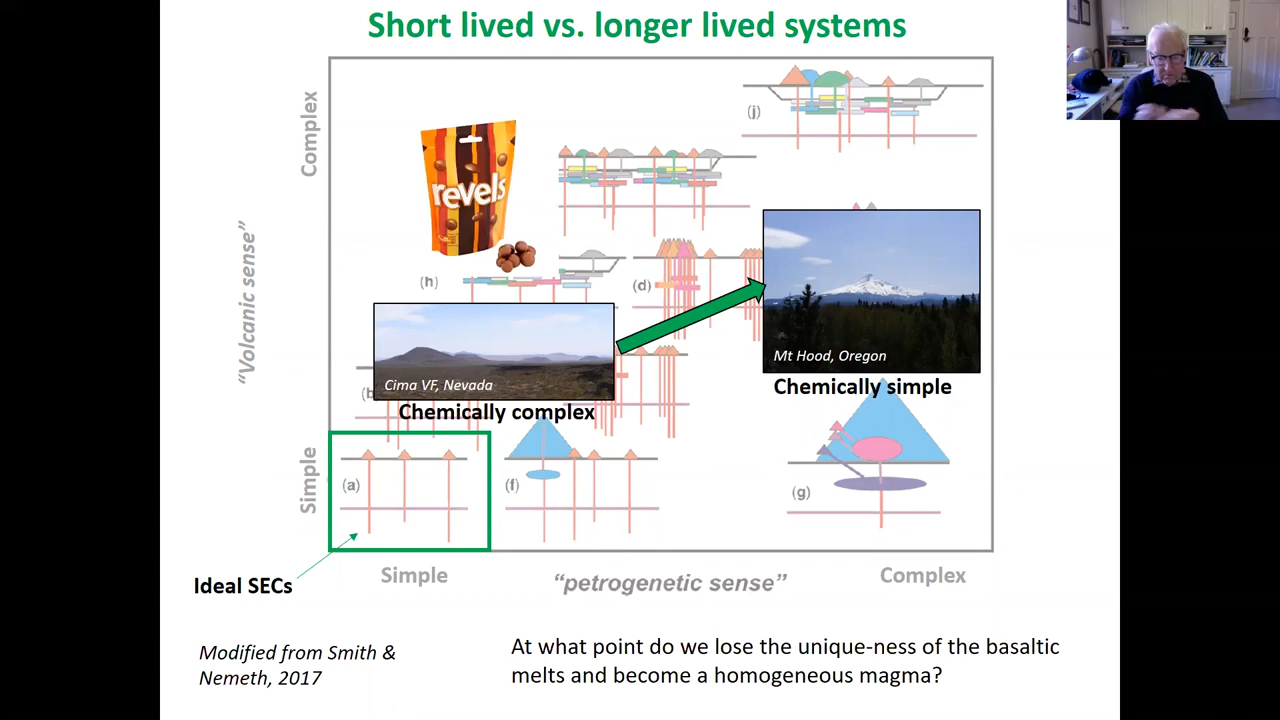 Short lived vs. longer lived systems
Complex
"Volcanic sense"
Simple
revels
(j)
(h)
(d)
(b
Cima VF, Nevada
Chemically complex
Mt Hood, Oregon
Chemically simple
(a)
(f)
(g)
Ideal SECs
Simple
"petrogenetic sense"
Complex
Modified from Smith &
Nemeth, 2017
At what point do we lose the unique-ness of the basaltic
melts and become a homogeneous magma?